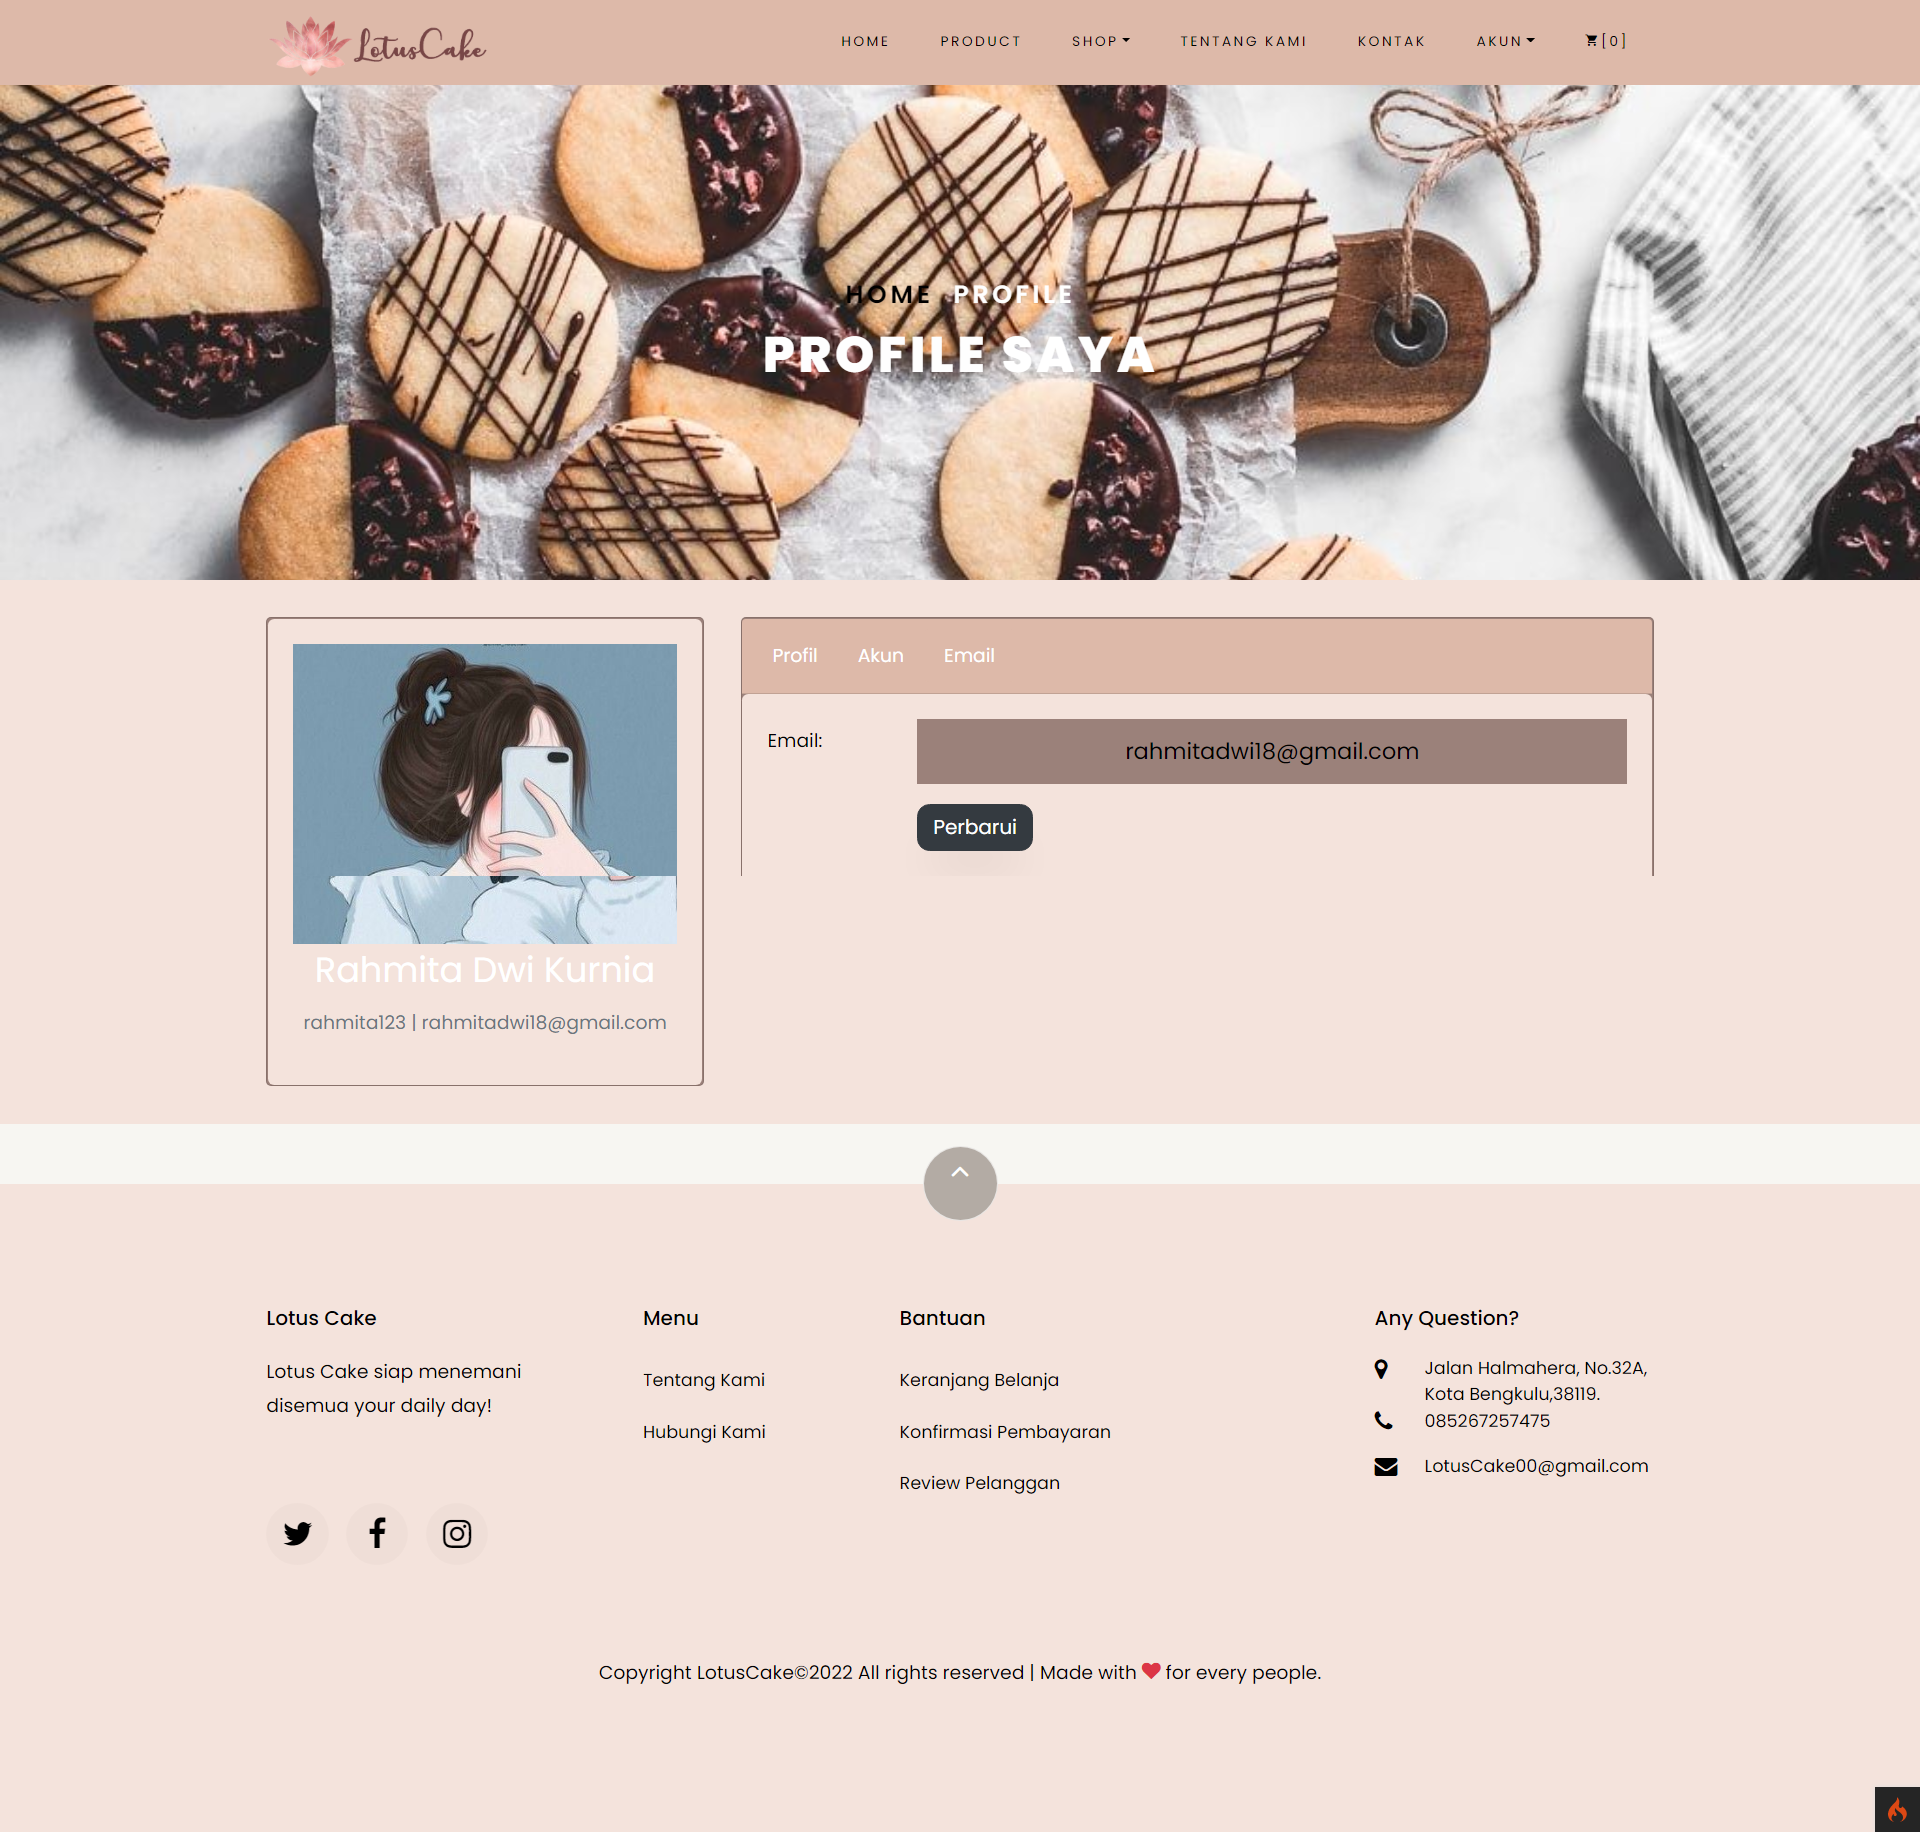 LotusCake
HOME PRODUCT SHOP TENTANG KAMI KONTAK AKUN [0]
HOME PROFILE
PROFILE SAYA
Profil Akun Email
Email: rahmitadwi18@gmail.com
Perbarui
Rahmita Dwi Kurnia
rahmita123 | rahmitadwi18@gmail.com
Lotus Cake
Lotus Cake siap menemani
disemua your daily day!
Menu
Tentang Kami
Hubungi Kami
Bantuan
Keranjang Belanja
Konfirmasi Pembayaran
Review Pelanggan
Any Question?
Jalan Halmahera, No.32A,
Kota Bengkulu,38119.
085267257475
LotusCake00@gmail.com
Copyright LotusCake©2022 All rights reserved | Made with ❤ for every people.